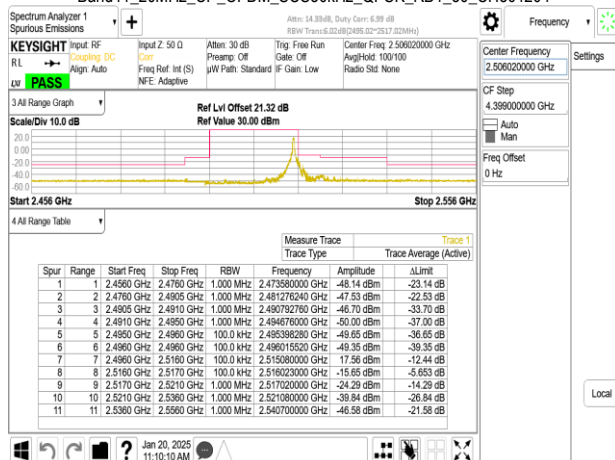 Spectrum Analyzer 1
Spurious Emissions
Attn: 14.33dB, Duty Corr: 6.99 dB
RBW Trans:6.02dB(2495.02~2517.02MHz)
Frequency
Settings
KEYSIGHT Input: RF Input Z: 50 Ω Atten: 30 dB Trig: Free Run Center Freq: 2.506020000 GHz
RL Coupling: DC Corr Preamp: Off Gate: Off Avg|Hold: 100/100
Align: Auto Freq Ref: Int (S) µW Path: Standard IF Gain: Low Radio Std: None
NFE: Adaptive
PASS
Center Frequency
2.506020000 GHz
CF Step
4.399000000 GHz
Auto
Man
Freq Offset
0 Hz
3 All Range Graph
Ref Lvl Offset 21.32 dB
Scale/Div 10.0 dB Ref Value 30.00 dBm
20.0
0.00
-20.0
-40.0
-60.0
Start 2.456 GHz Stop 2.556 GHz
4 All Range Table
Measure Trace Trace 1
Trace Type Trace Average (Active)
Spur Range Start Freq Stop Freq RBW Frequency Amplitude ΔLimit
1 1 2.4560 GHz 2.4760 GHz 1.000 MHz 2.473580000 GHz -48.14 dBm -23.14 dB
2 2 2.4760 GHz 2.4905 GHz 1.000 MHz 2.481276240 GHz -47.53 dBm -22.53 dB
3 3 2.4905 GHz 2.4910 GHz 1.000 MHz 2.490792760 GHz -46.70 dBm -33.70 dB
4 4 2.4910 GHz 2.4950 GHz 1.000 MHz 2.494676000 GHz -50.00 dBm -37.00 dB
5 5 2.4950 GHz 2.4960 GHz 100.0 kHz 2.495398280 GHz -49.65 dBm -36.65 dB
6 6 2.4960 GHz 2.4960 GHz 100.0 kHz 2.496015520 GHz -49.35 dBm -39.35 dB
7 7 2.4960 GHz 2.5160 GHz 100.0 kHz 2.515080000 GHz 17.56 dBm -12.44 dB
8 8 2.5160 GHz 2.5170 GHz 100.0 kHz 2.516023000 GHz -15.65 dBm -5.653 dB
9 9 2.5170 GHz 2.5210 GHz 1.000 MHz 2.517020000 GHz -24.29 dBm -14.29 dB
10 10 2.5210 GHz 2.5360 GHz 1.000 MHz 2.521080000 GHz -39.84 dBm -26.84 dB
11 11 2.5360 GHz 2.5560 GHz 1.000 MHz 2.540700000 GHz -46.58 dBm -21.58 dB
Local
Jan 20, 2025
11:10:10 AM